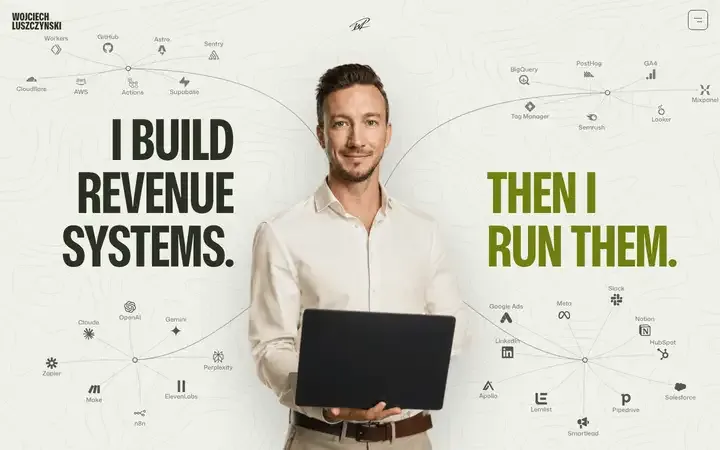 WOJCIECH
LUSZCZYNSKI
Workers
GitHub
Astro
Sentry
Cloudflare
AWS
Actions
Supabase
BigQuery
PostHog
GA4
Mixpanel
Tag Manager
Semrush
Looker
I BUILD
REVENUE
SYSTEMS.
THEN I
RUN THEM.
OpenAI
Claude
Gemini
Zapier
Perplexity
Make
ElevenLabs
n8n
Slack
Google Ads
Meta
Notion
LinkedIn
HubSpot
Apollo
Lemlist
Pipedrive
Salesforce
Smartlead